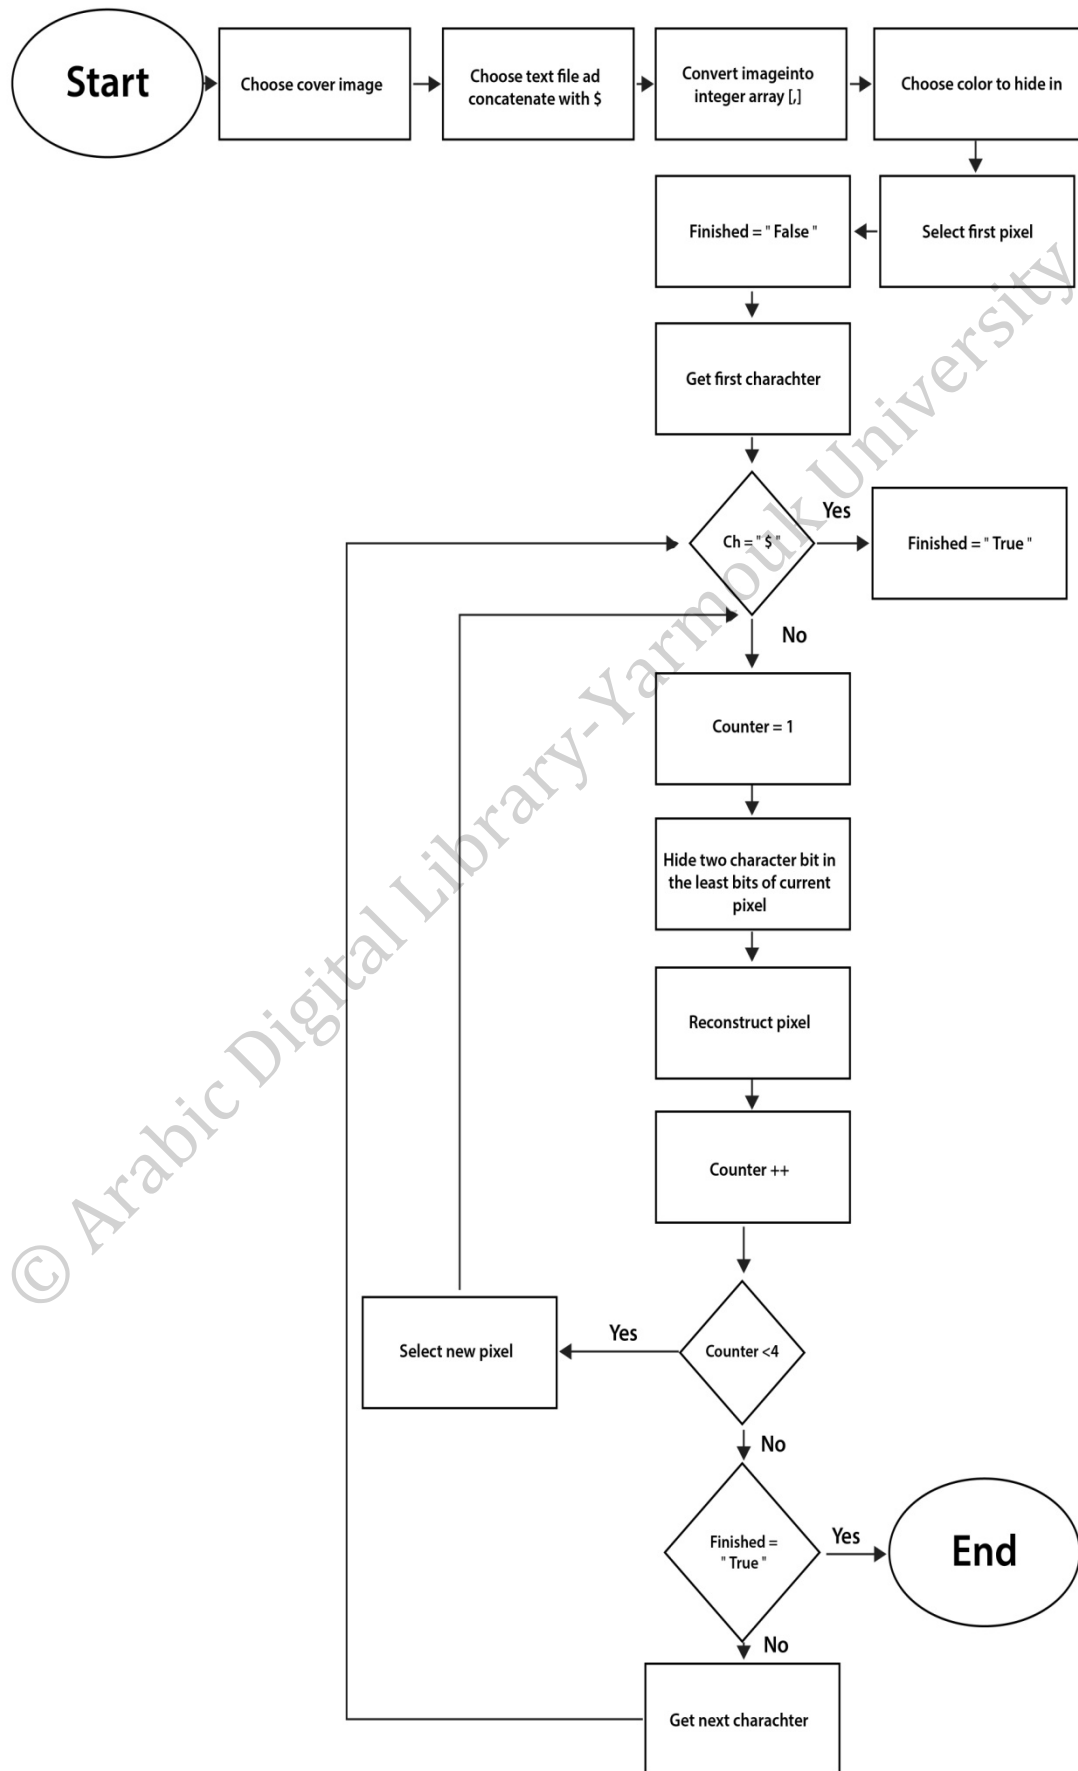 Start
Choose cover image
Choose text file ad
concatenate with $
Convert imageinto
integer array [,]
Choose color to hide in
Select first pixel
Finished = " False "
Get first charachter
Ch = " $ "
Yes
Finished = " True "
No
Counter = 1
Hide two character bit in
the least bits of current
pixel
Reconstruct pixel
Counter ++
Counter <4
Yes
Select new pixel
No
Finished =
" True "
Yes
End
No
Get next charachter
© Arabic Digital Library-Yarmouk University